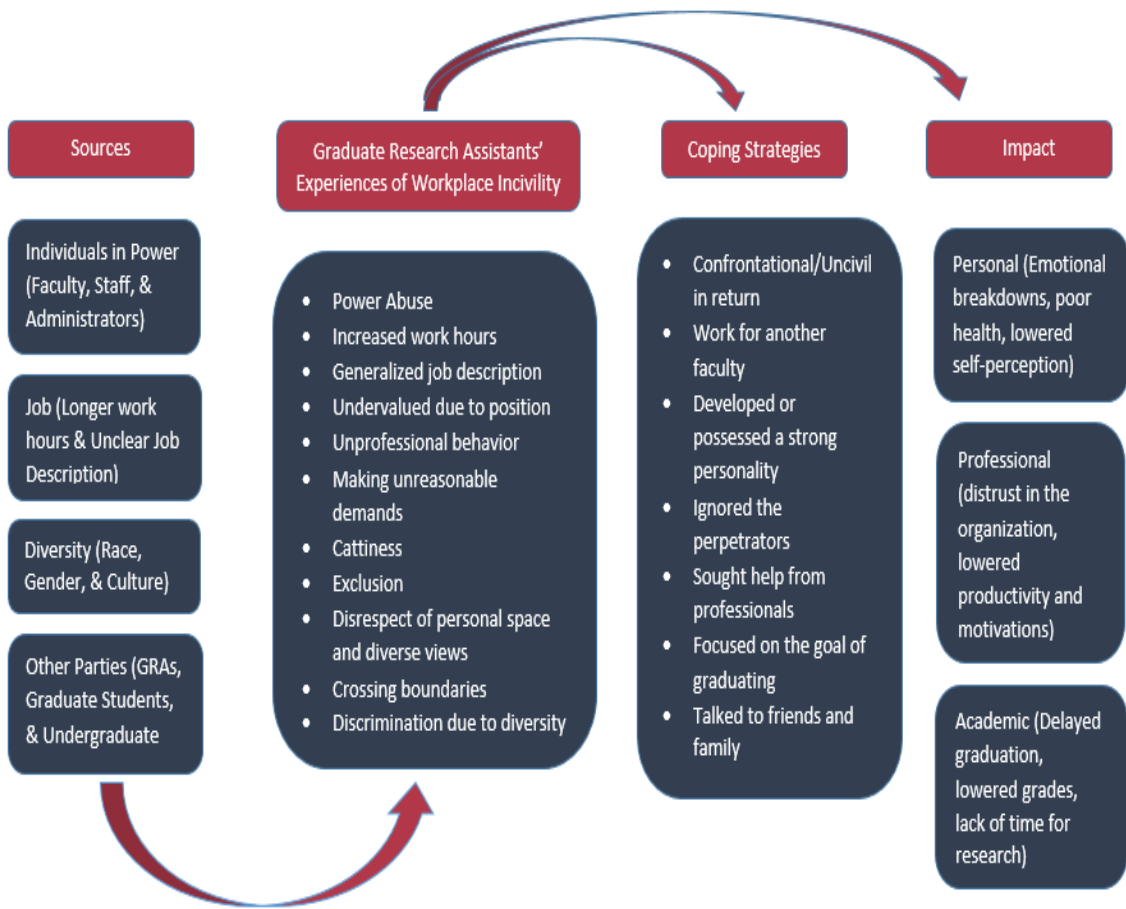 Sources
Individuals in Power
(Faculty, Staff, &
Administrators)
Job (Longer work
hours & Unclear Job
Description)
Diversity (Race,
Gender, & Culture)
Other Parties (GRAs,
Graduate Students,
& Undergraduate
Graduate Research Assistants’
Experiences of Workplace Incivility
• Power Abuse
• Increased work hours
• Generalized job description
• Undervalued due to position
• Unprofessional behavior
• Making unreasonable
demands
• Cattiness
• Exclusion
• Disrespect of personal space
and diverse views
• Crossing boundaries
• Discrimination due to diversity
Coping Strategies
• Confrontational/Uncivil
in return
• Work for another
faculty
• Developed or
possessed a strong
personality
• Ignored the
perpetrators
• Sought help from
professionals
• Focused on the goal of
graduating
• Talked to friends and
family
Impact
Personal (Emotional
breakdowns, poor
health, lowered
self-perception)
Professional
(distrust in the
organization,
lowered
productivity and
motivations)
Academic (Delayed
graduation,
lowered grades,
lack of time for
research)